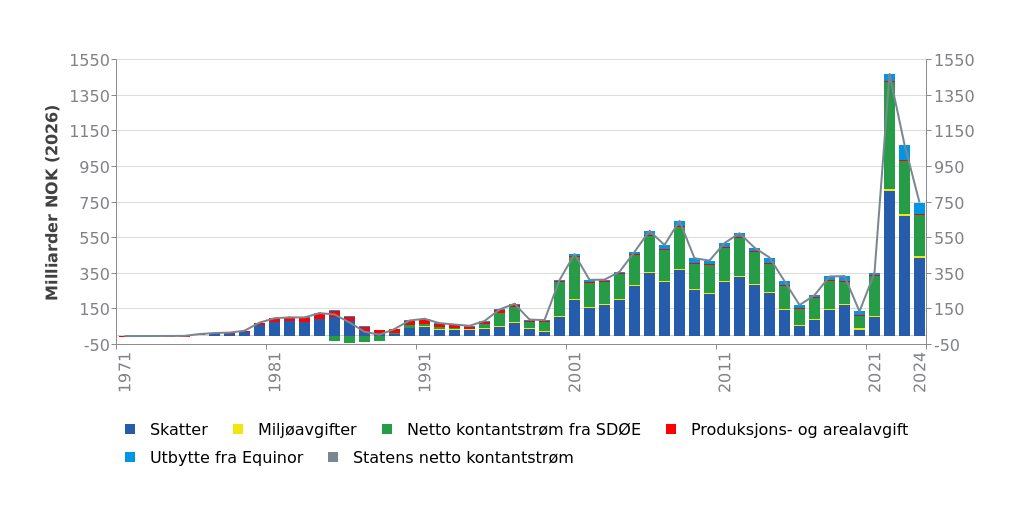 Milliarder NOK (2026)
1550 1550
1350 1350
1150 1150
950 950
750 750
550 550
350 350
150 150
-50 -50
1971 1981 1991 2001 2011 2021 2024
Skatter Miljøavgifter Netto kontantstrøm fra SDØE Produksjons- og arealavgift
Utbytte fra Equinor Statens netto kontantstrøm